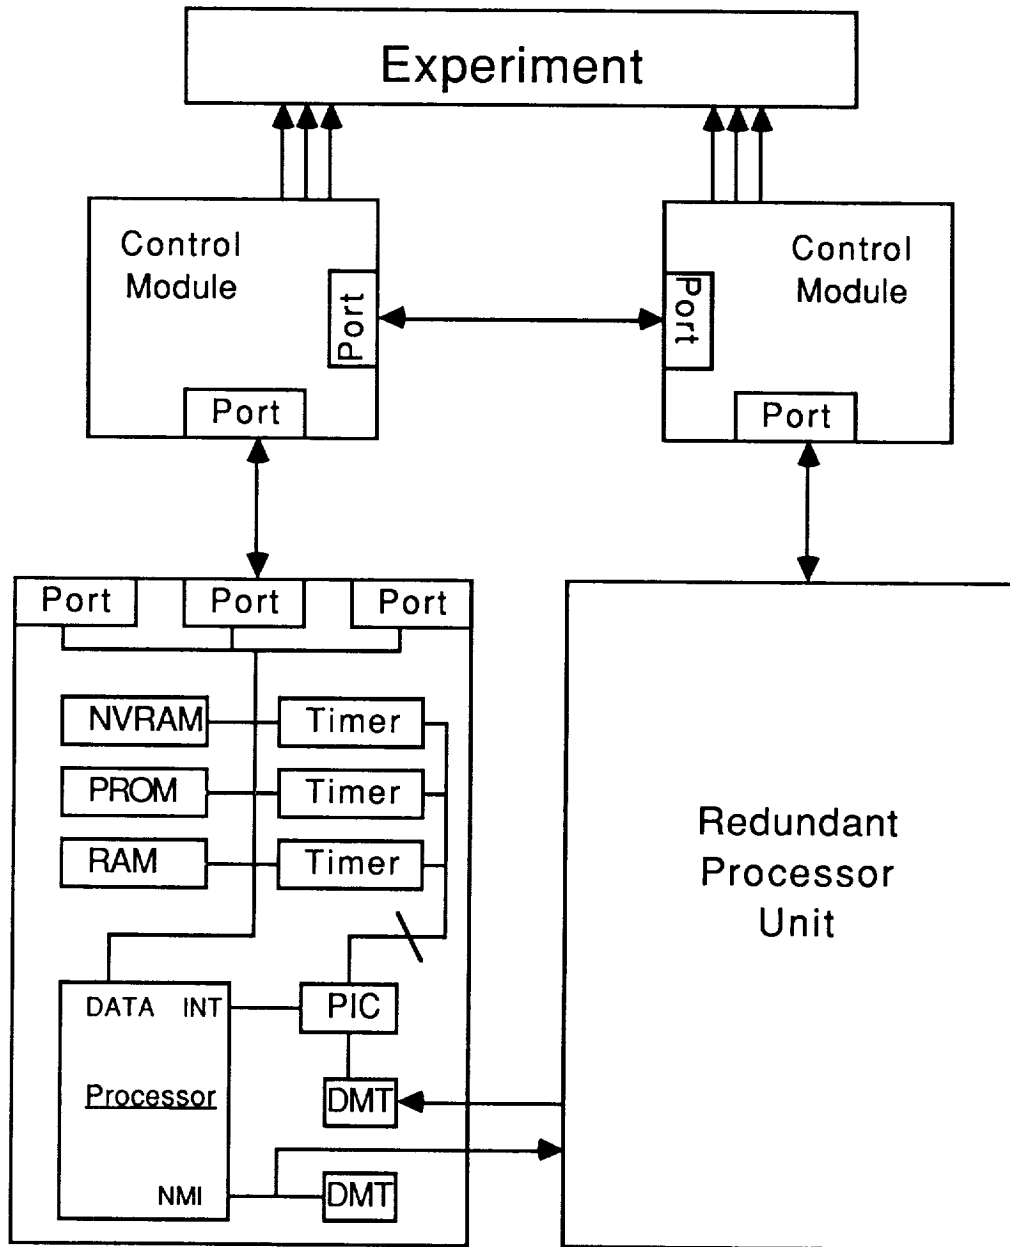 Experiment
Control
Module
Port
Port
Control
Module
Port
Port
Port
Port
Port
NVRAM
Timer
PROM
Timer
RAM
Timer
DATA INT
PIC
Processor
DMT
NMI
DMT
Redundant
Processor
Unit